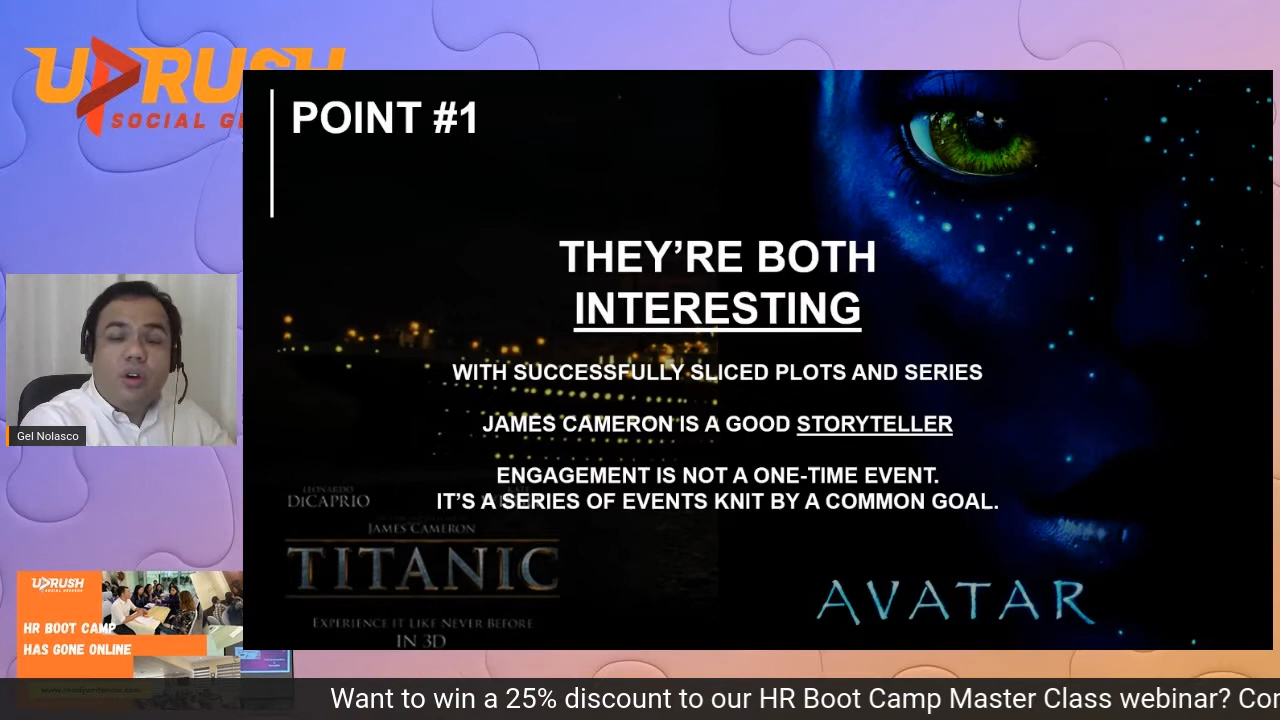 UPRUSH
SOCIAL
POINT #1
THEY'RE BOTH
INTERESTING
WITH SUCCESSFULLY SLICED PLOTS AND SERIES
JAMES CAMERON IS A GOOD STORYTELLER
ENGAGEMENT IS NOT A ONE-TIME EVENT.
IT'S A SERIES OF EVENTS KNIT BY A COMMON GOAL.
LEONARDO
DiCAPRIO
JAMES CAMERON
TITANIC
EXPERIENCE IT LIKE NEVER BEFORE
IN 3D
AVATAR
Gel Nolasco
UPRUSH
HR BOOT CAMP
HAS GONE ONLINE
Want to win a 25% discount to our HR Boot Camp Master Class webinar?